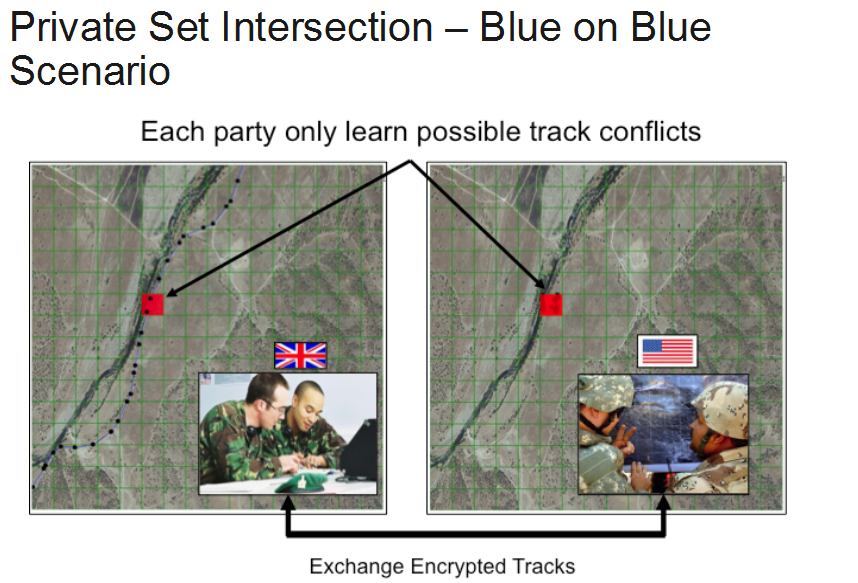 Private Set Intersection – Blue on Blue
Scenario
Each party only learn possible track conflicts
Exchange Encrypted Tracks